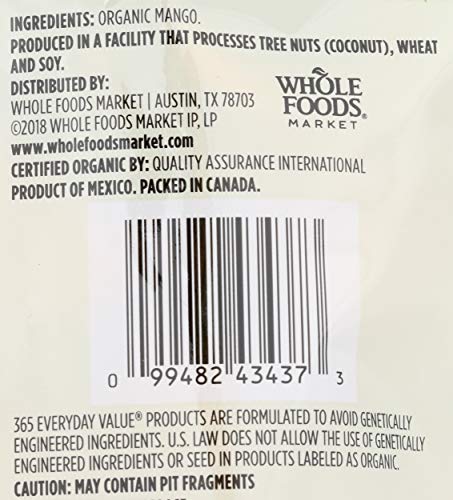 INGREDIENTS: ORGANIC MANGO.
PRODUCED IN A FACILITY THAT PROCESSES TREE NUTS (COCONUT), WHEAT
AND SOY.
DISTRIBUTED BY:
WHOLE FOODS MARKET | AUSTIN, TX 78703
©2018 WHOLE FOODS MARKET IP, LP
www.wholefoodsmarket.com
WHOLE
FOODS®
MARKET
CERTIFIED ORGANIC BY: QUALITY ASSURANCE INTERNATIONAL
PRODUCT OF MEXICO. PACKED IN CANADA.
0 99482 43437 3
365 EVERYDAY VALUE® PRODUCTS ARE FORMULATED TO AVOID GENETICALLY
ENGINEERED INGREDIENTS. U.S. LAW DOES NOT ALLOW THE USE OF GENETICALLY
ENGINEERED INGREDIENTS OR SEED IN PRODUCTS LABELED AS ORGANIC.
CAUTION: MAY CONTAIN PIT FRAGMENTS